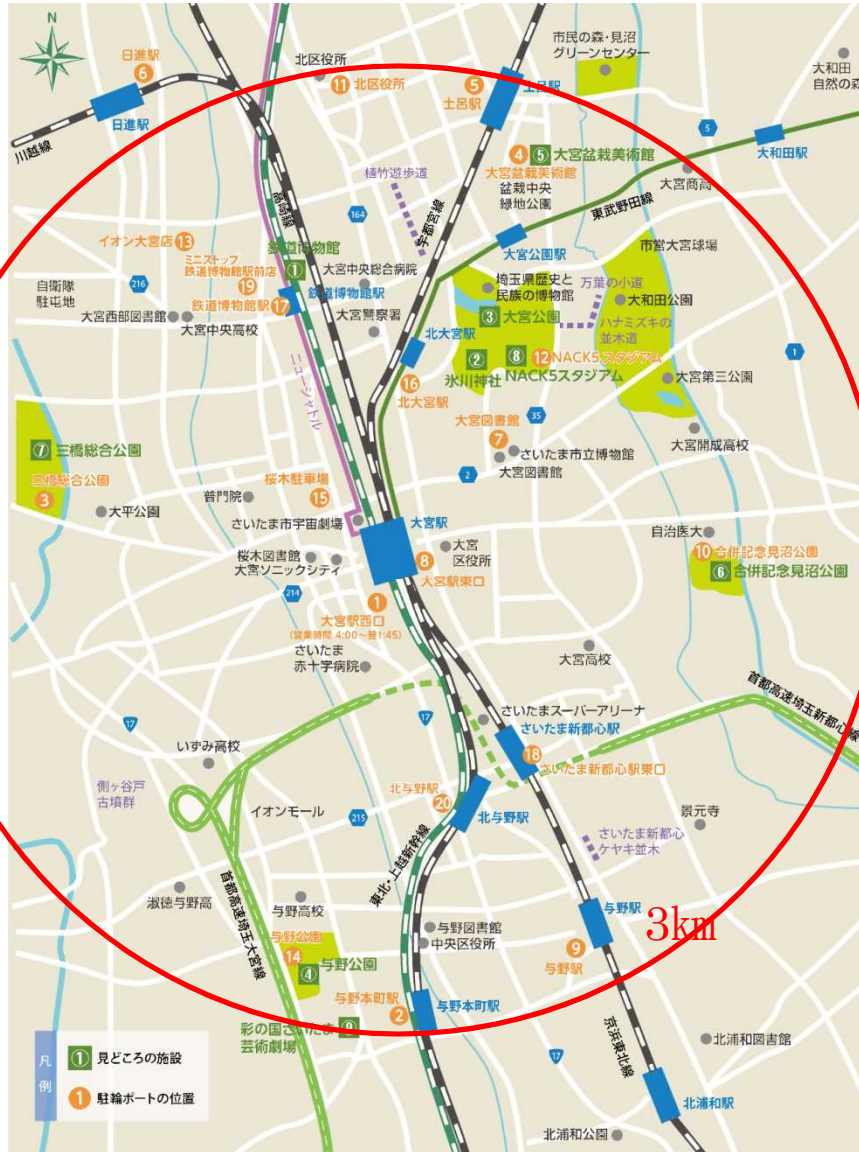 N
日進駅
6
日進駅
川越線
北区役所
11 北区役所
5
土呂駅
土呂駅
市民の森・見沼
グリーンセンター
大和田
自然の森
5
大和田駅
高崎線
164
植竹遊歩道
宇都宮線
4 5 大宮盆栽美術館
大宮盆栽美術館
盆栽中央
緑地公園
大宮商高
東武野田線
大宮公園駅
イオン大宮店 13
鉄道博物館
ミニストップ
鉄道博物館駅前店
19
1
鉄道博物館駅 17
鉄道博物館駅
大宮中央総合病院
大宮警察署
自衛隊
駐屯地
216
大宮西部図書館
大宮中央高校
ニューシャトル
北大宮駅
16
北大宮駅
埼玉県歴史と
民族の博物館
万葉の小道
市営大宮球場
大和田公園
3 大宮公園
ハナミズキの
並木道
2
氷川神社
8
12 NACK5スタジアム
NACK5スタジアム
1
大宮第三公園
35
大宮図書館
7
さいたま市立博物館
大宮図書館
大宮開成高校
2
7 三橋総合公園
三橋総合公園
3
大平公園
普門院
桜木駐車場
15
さいたま市宇宙劇場
大宮駅
桜木図書館
大宮ソニックシティ
214
8
大宮駅東口
大宮
区役所
自治医大
10 合併記念見沼公園
6 合併記念見沼公園
1
大宮駅西口
(営業時間 4:00～翌1:45)
さいたま
赤十字病院
大宮高校
17
17
さいたまスーパーアリーナ
さいたま新都心駅
18
さいたま新都心駅東口
首都高速埼玉新都心線
いずみ高校
側ヶ谷戸
古墳群
イオンモール
215
北与野駅
20
北与野駅
景元寺
さいたま新都心
ケヤキ並木
東北・上越新幹線
淑徳与野高
首都高速埼玉大宮線
与野高校
与野公園
14
4 与野公園
与野図書館
中央区役所
与野駅
9
与野駅
3km
与野本町駅
2
与野本町駅
彩の国さいたま 9
芸術劇場
京浜東北線
北浦和図書館
17
北浦和駅
北浦和公園
凡例
1 見どころの施設
1 駐輪ポートの位置